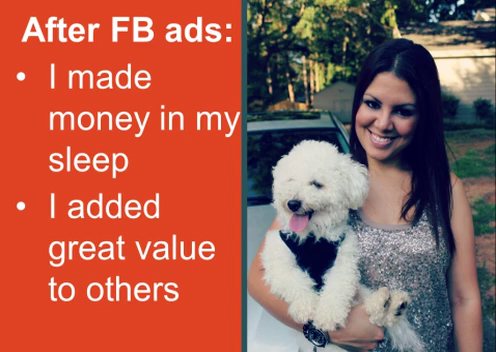 After FB ads:
• I made
money in my
sleep
• I added
great value
to others